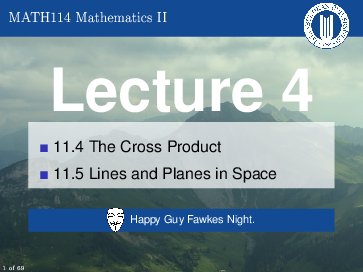 MATH114 Mathematics II
Lecture 4
11.4 The Cross Product
11.5 Lines and Planes in Space
Happy Guy Fawkes Night.
1 of 69